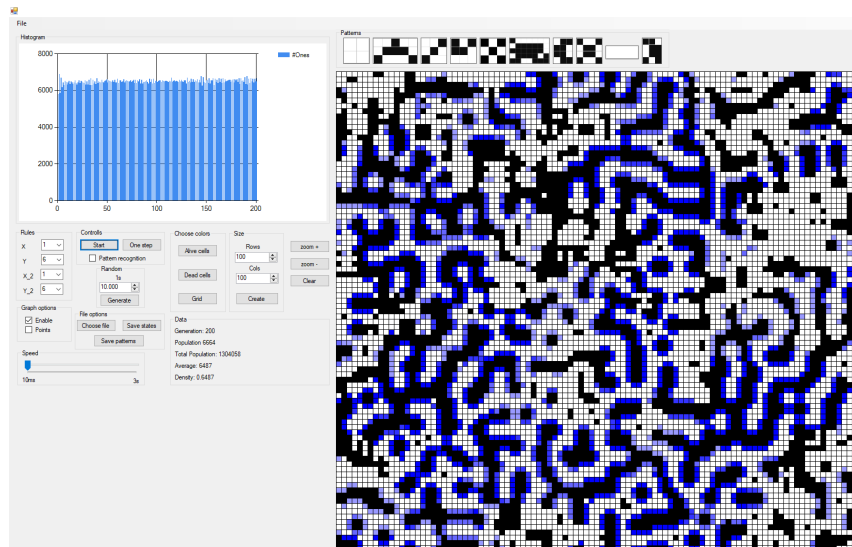 File
Histogram
8000
6000
4000
2000
0
0 50 100 150 200
#Ones
Patterns
Rules
X 1
Y 6
X_2 1
Y_2 6
Controlls
Start One step
Pattern recognition
Random
1s
10.000
Generate
Choose colors
Alive cells
Dead cells
Grid
Size
Rows
100
Cols
100
Create
zoom +
zoom -
Clear
Graph options
Enable
Points
File options
Choose file Save states
Save patterns
Data
Generation: 200
Population 6664
Total Population: 1304058
Average: 6487
Density: 0.6487
Speed
10ms 3s